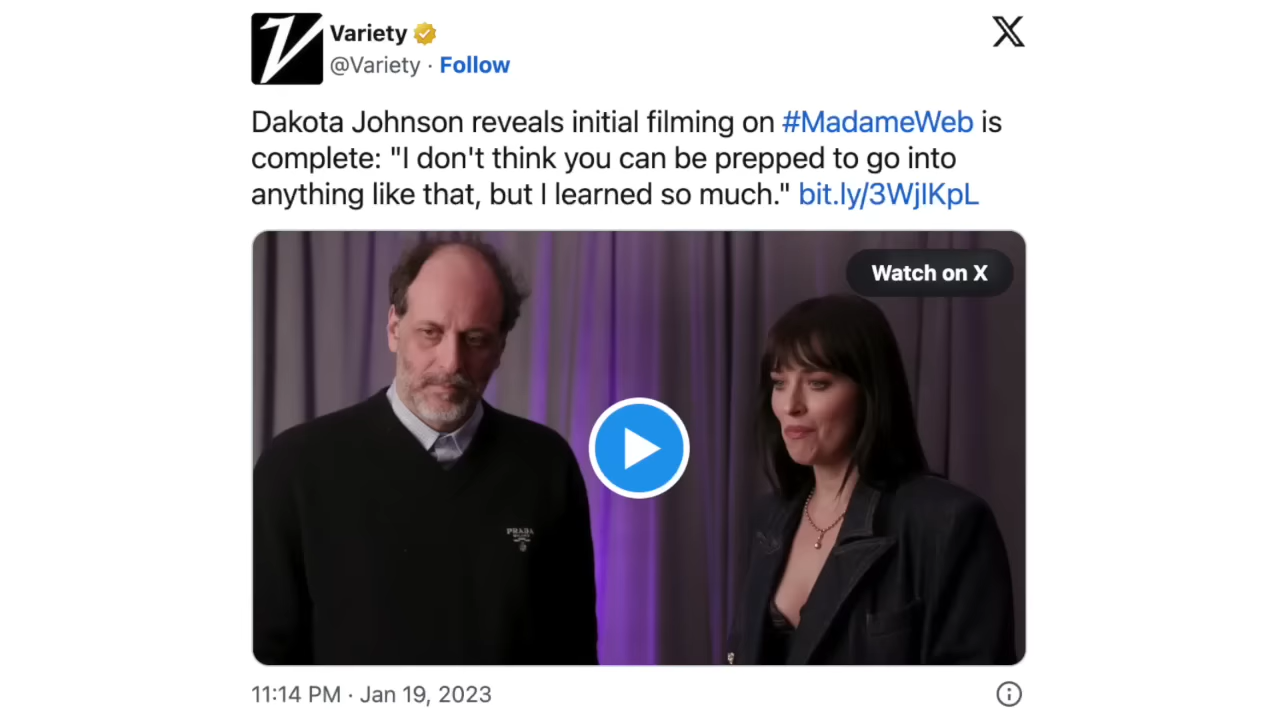 Variety
@Variety · Follow
Dakota Johnson reveals initial filming on #MadameWeb is
complete: "I don't think you can be prepped to go into
anything like that, but I learned so much." bit.ly/3WjlKpL
Watch on X
PRADA
MILANO
11:14 PM · Jan 19, 2023